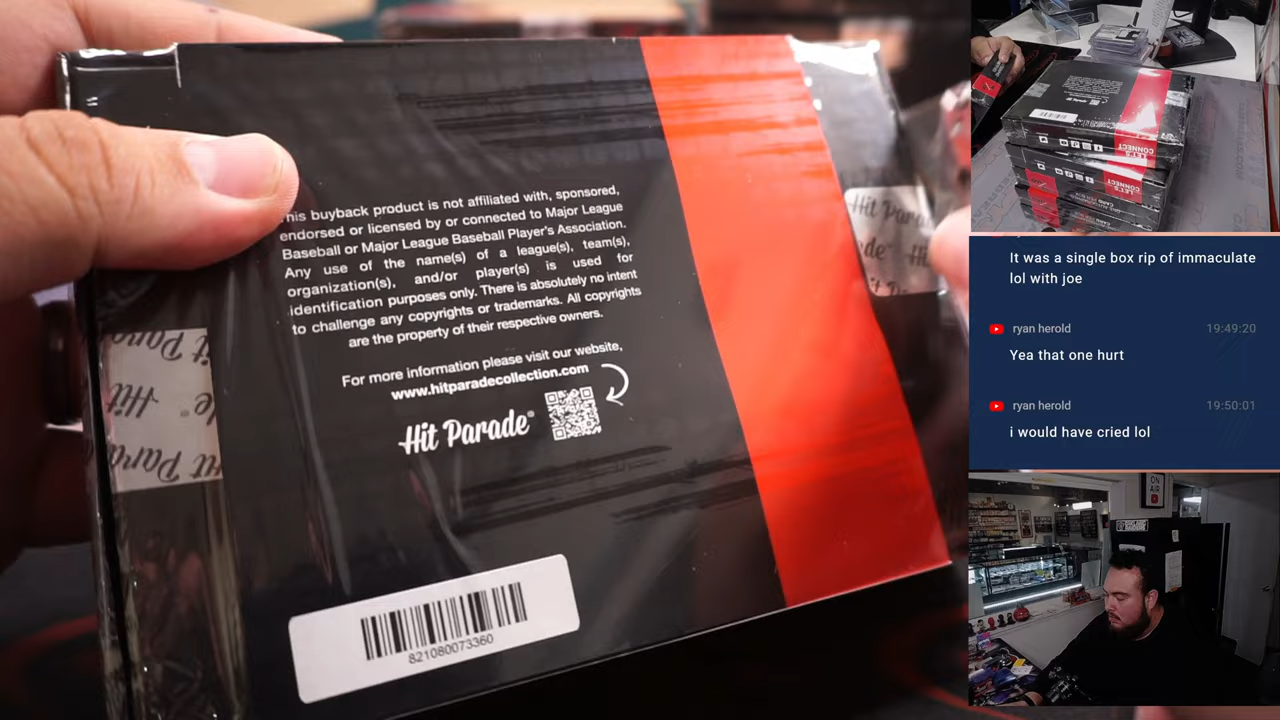 This buyback product is not affiliated with, sponsored,
endorsed or licensed by or connected to Major League
Baseball or Major League Baseball Player's Association.
Any use of the name(s) of a league(s), team(s),
organization(s), and/or player(s) is used for
identification purposes only. There is absolutely no intent
to challenge any copyrights or trademarks. All copyrights
are the property of their respective owners.
For more information please visit our website,
www.hitparadecollection.com
Hit Parade®
821080073360
Hit Parade
LET'S
CONNECT
LET'S
CONNECT
It was a single box rip of immaculate
lol with joe
ryan herold 19:49:20
Yea that one hurt
ryan herold 19:50:01
i would have cried lol
ON
AIR